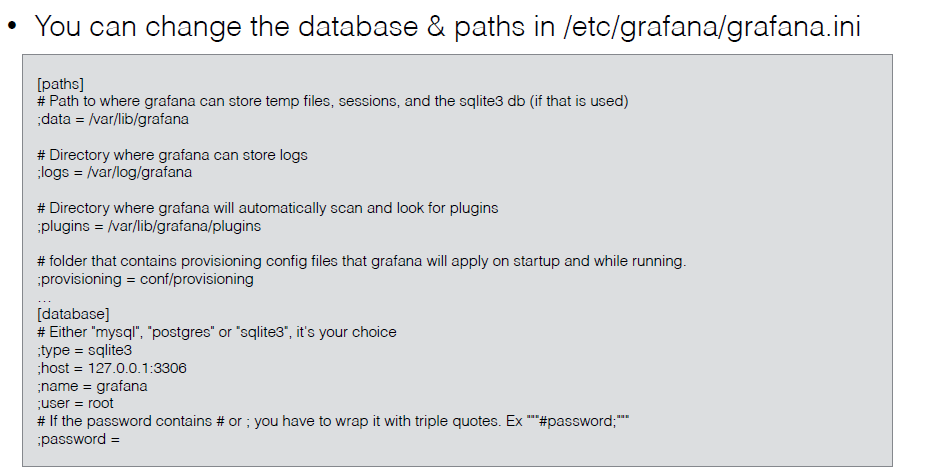 • You can change the database & paths in /etc/grafana/grafana.ini
[paths]
# Path to where grafana can store temp files, sessions, and the sqlite3 db (if that is used)
;data = /var/lib/grafana
# Directory where grafana can store logs
;logs = /var/log/grafana
# Directory where grafana will automatically scan and look for plugins
;plugins = /var/lib/grafana/plugins
# folder that contains provisioning config files that grafana will apply on startup and while running.
;provisioning = conf/provisioning
…
[database]
# Either "mysql", "postgres" or "sqlite3", it's your choice
;type = sqlite3
;host = 127.0.0.1:3306
;name = grafana
;user = root
# If the password contains # or ; you have to wrap it with triple quotes. Ex """#password;"""
;password =